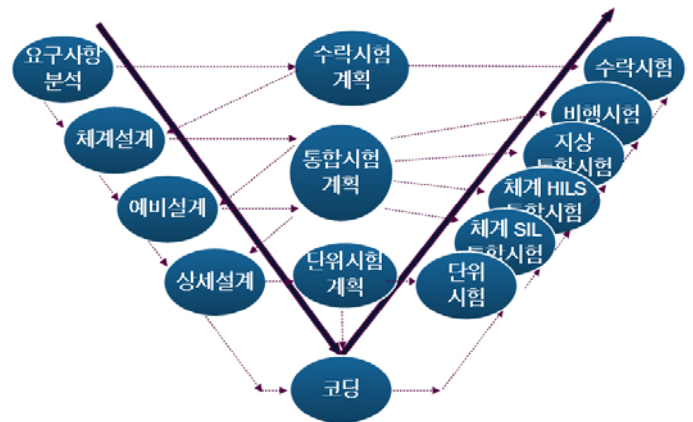 요구사항
분석
수락시험
계획
수락시험
비행시험
체계설계
지상
통합시험
통합시험
계획
체계 HILS
통합시험
예비설계
체계 SIL
통합시험
상세설계
단위시험
계획
단위
시험
코딩